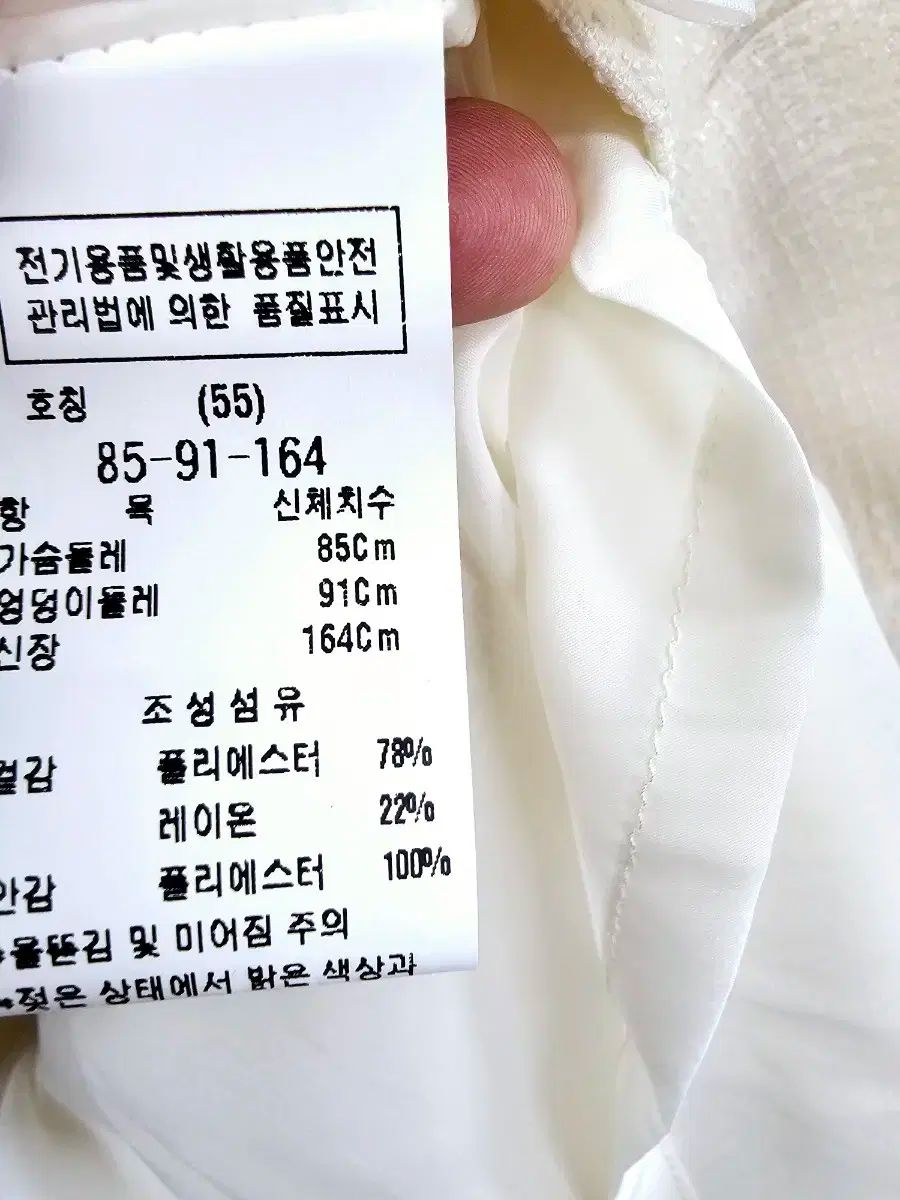 전기용품및생활용품안전
관리법에 의한 품질표시
호칭 (55)
85-91-164
항 목 신체치수
가슴둘레 85Cm
엉덩이둘레 91Cm
신장 164Cm
조성섬유
겉감 폴리에스터 78%
레이온 22%
안감 폴리에스터 100%
*올뜯김 및 미어짐 주의
*젖은 상태에서 밝은 색상과